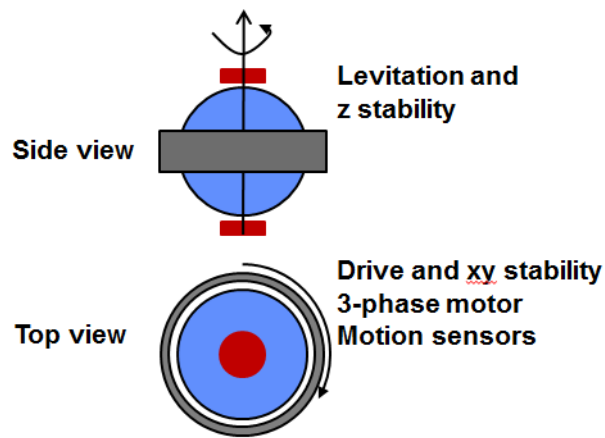 Levitation and
z stability
Side view
Drive and xy stability
3-phase motor
Motion sensors
Top view